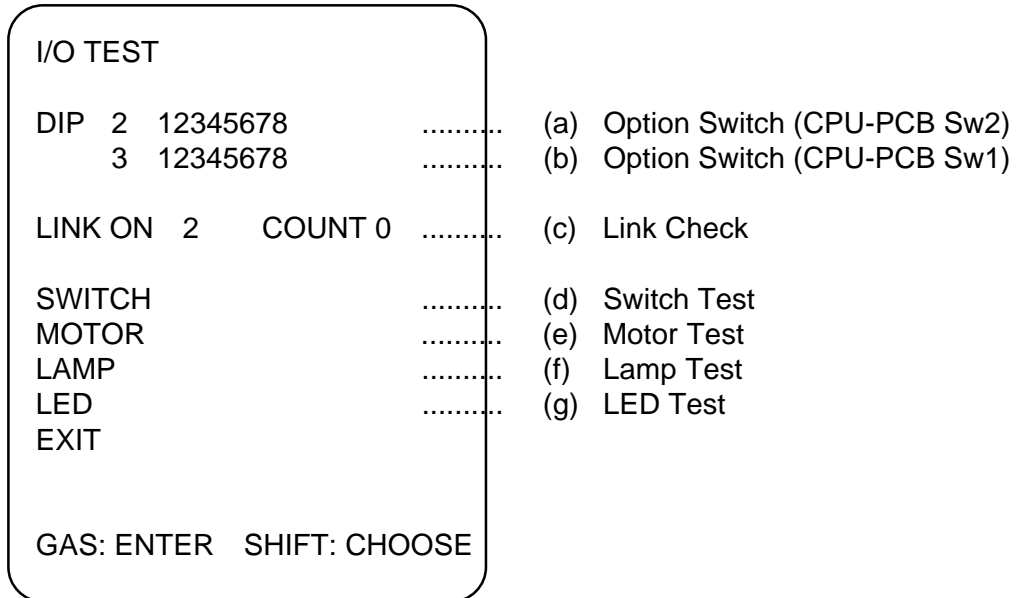 I/O TEST
DIP 2 12345678 .......... (a) Option Switch (CPU-PCB Sw2)
3 12345678 .......... (b) Option Switch (CPU-PCB Sw1)
LINK ON 2 COUNT 0 .......... (c) Link Check
SWITCH .......... (d) Switch Test
MOTOR .......... (e) Motor Test
LAMP .......... (f) Lamp Test
LED .......... (g) LED Test
EXIT
GAS: ENTER SHIFT: CHOOSE